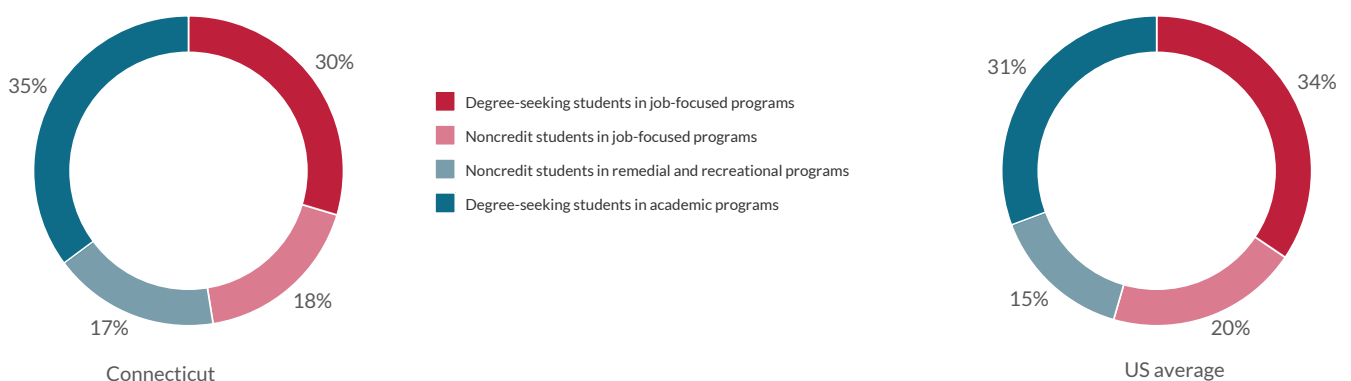 30%
35%
18%
17%
Connecticut
Degree-seeking students in job-focused programs
Noncredit students in job-focused programs
Noncredit students in remedial and recreational programs
Degree-seeking students in academic programs
31%
34%
15%
20%
US average